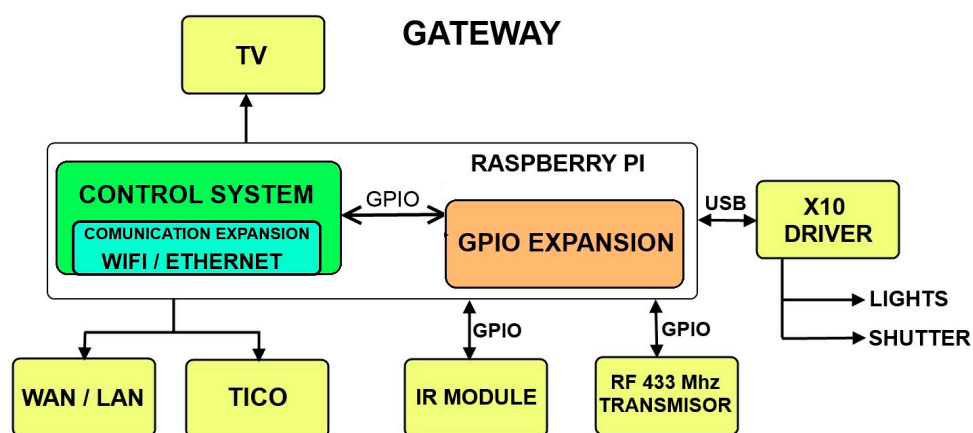 GATEWAY
TV
RASPBERRY PI
CONTROL SYSTEM
COMUNICATION EXPANSION
WIFI / ETHERNET
GPIO
GPIO EXPANSION
USB
X10
DRIVER
LIGHTS
SHUTTER
GPIO
GPIO
WAN / LAN
TICO
IR MODULE
RF 433 Mhz
TRANSMISOR